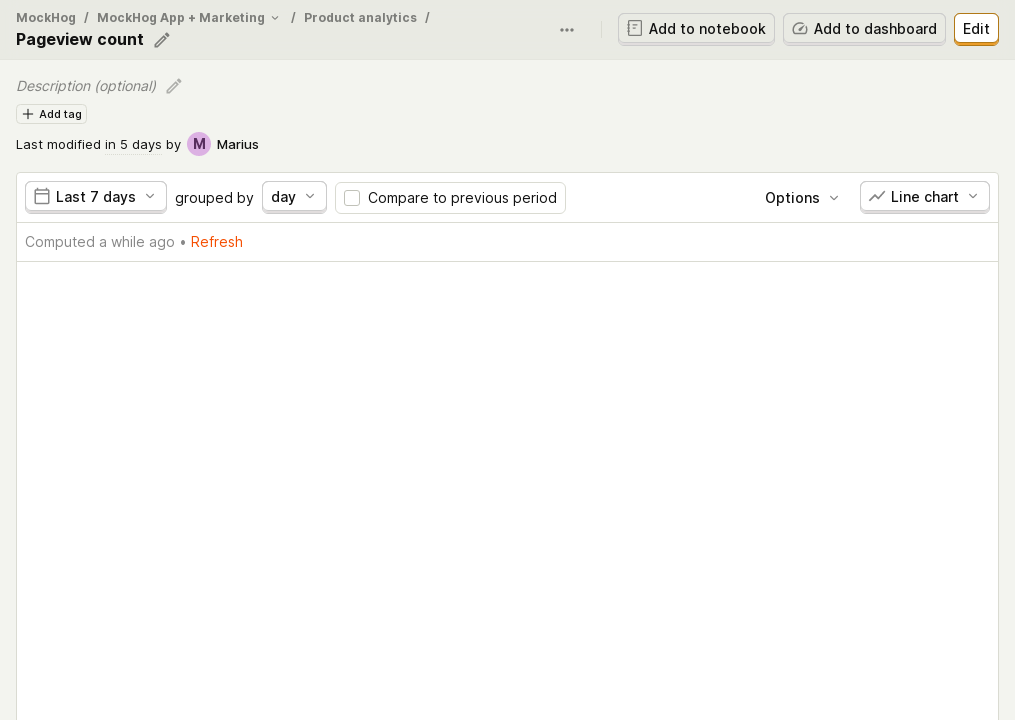 MockHog / MockHog App + Marketing / Product analytics /
Pageview count
Add to notebook
Add to dashboard
Edit
Description (optional)
Add tag
Last modified in 5 days by M Marius
Last 7 days grouped by day Compare to previous period Options Line chart
Computed a while ago • Refresh